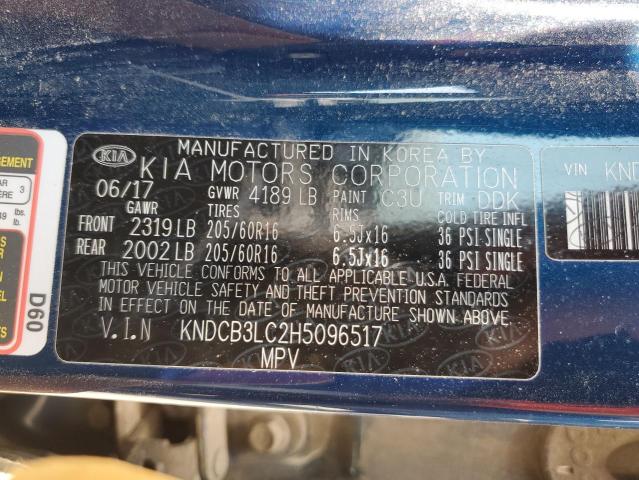 MANUFACTURED IN KOREA BY
KIA KIA MOTORS CORPORATION
06/17 GVWR 4189 LB PAINT C3U TRIM DDK
GAWR TIRES RIMS COLD TIRE INFL
FRONT 2319 LB 205/60R16 6.5Jx16 36 PSI SINGLE
REAR 2002 LB 205/60R16 6.5Jx16 36 PSI SINGLE
THIS VEHICLE CONFORMS TO ALL APPLICABLE U.S.A. FEDERAL
MOTOR VEHICLE SAFETY AND THEFT PREVENTION STANDARDS
IN EFFECT ON THE DATE OF MANUFACTURE SHOWN ABOVE.
V.I.N KNDCB3LC2H5096517
MPV
D60
VIN KND